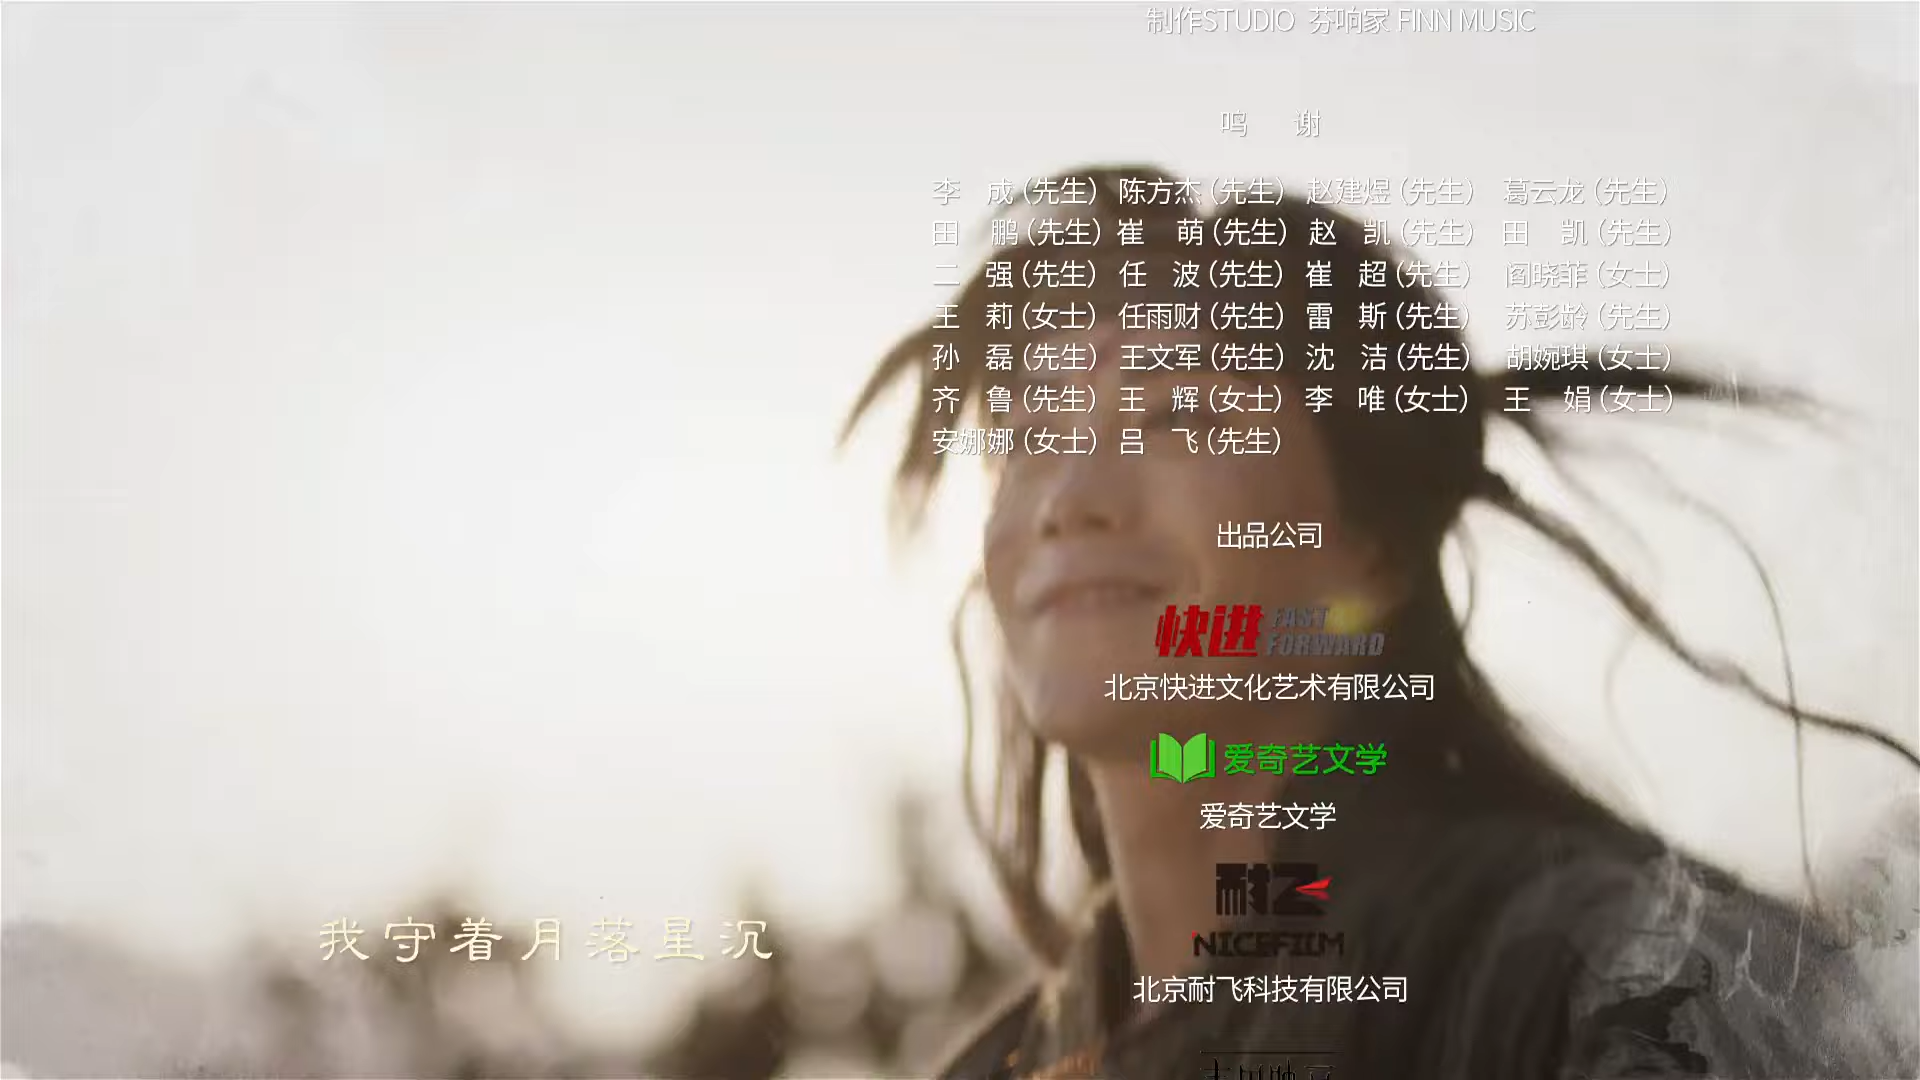 制作STUDIO 芬响家 FINN MUSIC
鸣 谢
李 成(先生) 陈方杰(先生) 赵建煜(先生) 葛云龙(先生)
田 鹏(先生) 崔 萌(先生) 赵 凯(先生) 田 凯(先生)
二 强(先生) 任 波(先生) 崔 超(先生) 阎晓菲(女士)
王 莉(女士) 任雨财(先生) 雷 斯(先生) 苏彭龄(先生)
孙 磊(先生) 王文军(先生) 沈 洁(先生) 胡婉琪(女士)
齐 鲁(先生) 王 辉(女士) 李 唯(女士) 王 娟(女士)
安娜娜(女士) 吕 飞(先生)
出品公司
快进 FAST FORWARD
北京快进文化艺术有限公司
爱奇艺文学
爱奇艺文学
耐飞
NICEFILM
北京耐飞科技有限公司
我守着月落星沉